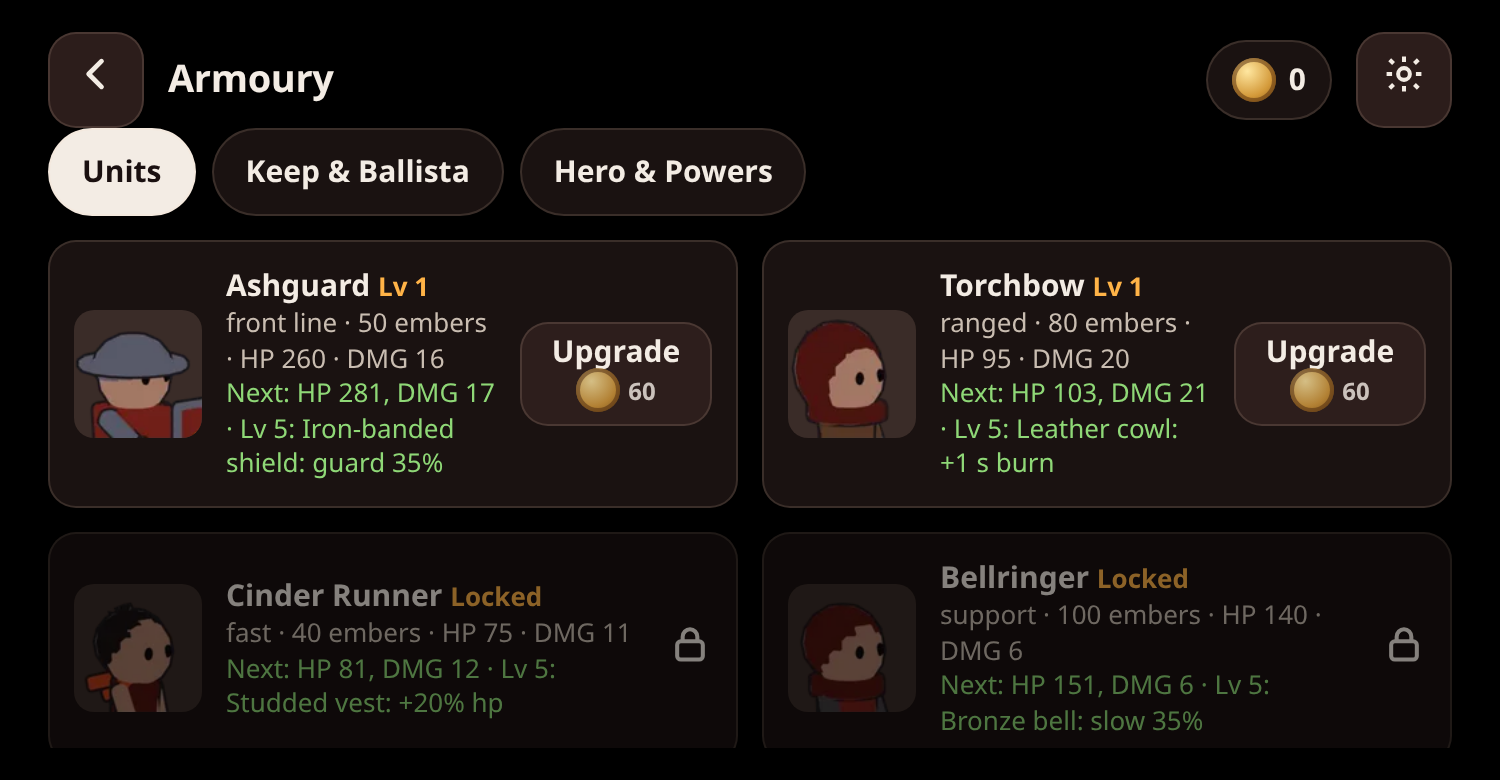 Armoury
0
Units
Keep & Ballista
Hero & Powers
Ashguard Lv 1
front line · 50 embers
· HP 260 · DMG 16
Next: HP 281, DMG 17
· Lv 5: Iron-banded
shield: guard 35%
Upgrade
60
Torchbow Lv 1
ranged · 80 embers ·
HP 95 · DMG 20
Next: HP 103, DMG 21
· Lv 5: Leather cowl:
+1 s burn
Upgrade
60
Cinder Runner Locked
fast · 40 embers · HP 75 · DMG 11
Next: HP 81, DMG 12 · Lv 5:
Studded vest: +20% hp
Bellringer Locked
support · 100 embers · HP 140 ·
DMG 6
Next: HP 151, DMG 6 · Lv 5:
Bronze bell: slow 35%